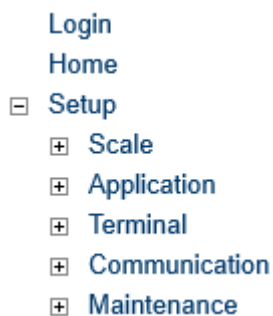 Login
Home
Setup
Scale
Application
Terminal
Communication
Maintenance